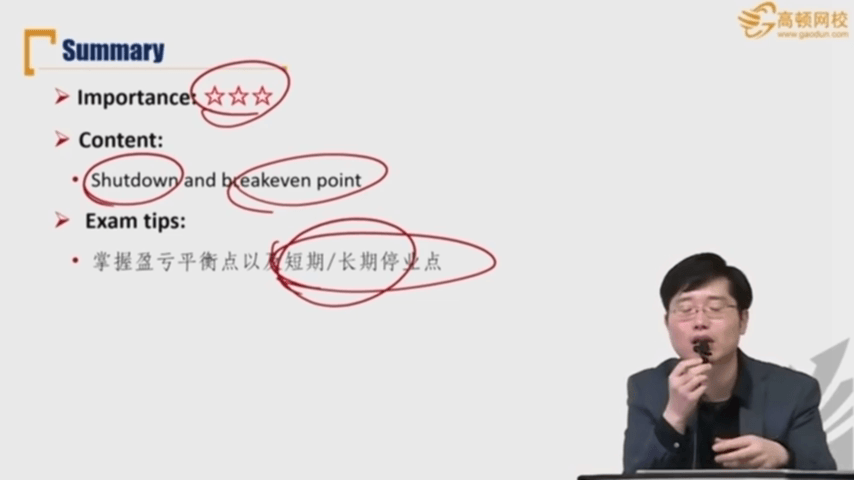 高顿网校
www.gaodun.com
Summary
Importance: ☆☆☆
Content:
Shutdown and breakeven point
Exam tips:
掌握盈亏平衡点以及短期/长期停业点